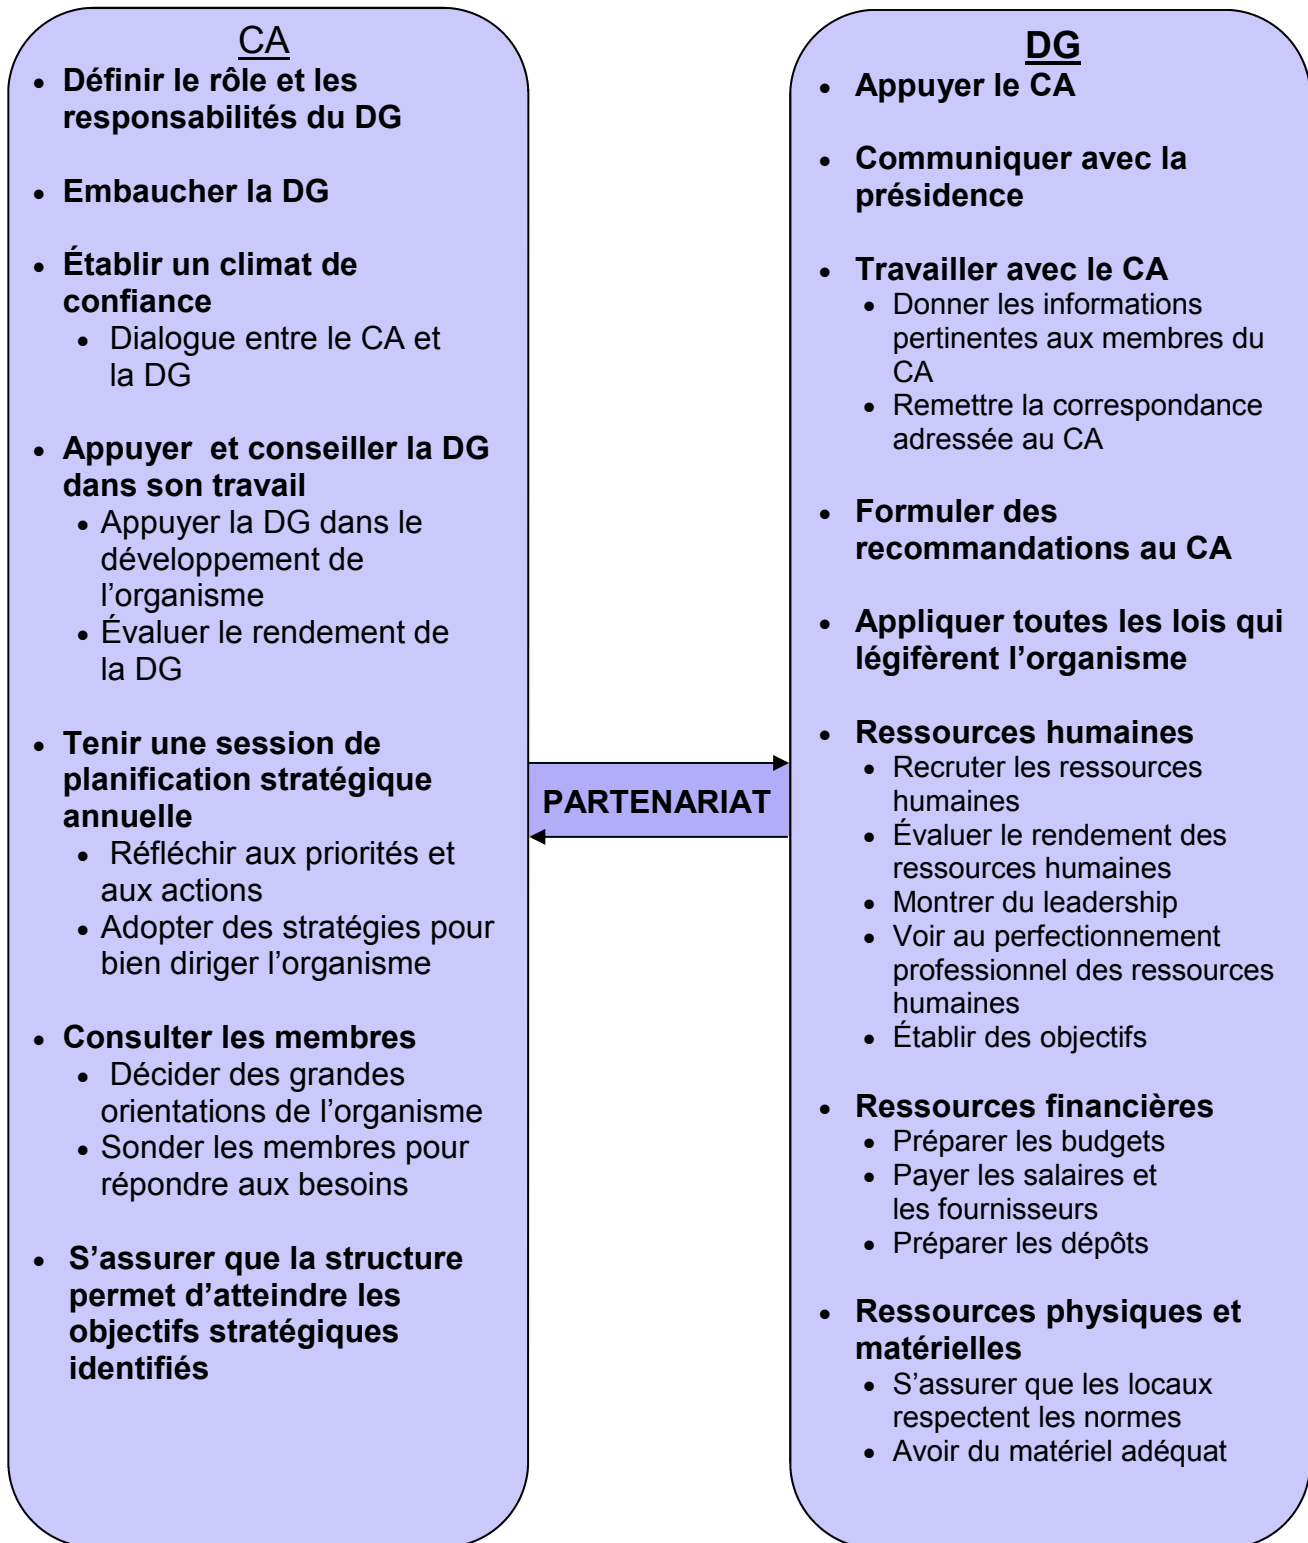 CA
• Définir le rôle et les
responsabilités du DG
• Embaucher la DG
• Établir un climat de
confiance
• Dialogue entre le CA et
la DG
• Appuyer  et conseiller la DG
dans son travail
• Appuyer la DG dans le
développement de
l’organisme
• Évaluer le rendement de
la DG
• Tenir une session de
planification stratégique
annuelle
• Réfléchir aux priorités et
aux actions
• Adopter des stratégies pour
bien diriger l’organisme
• Consulter les membres
• Décider des grandes
orientations de l’organisme
• Sonder les membres pour
répondre aux besoins
• S’assurer que la structure
permet d’atteindre les
objectifs stratégiques
identifiés
PARTENARIAT
DG
• Appuyer le CA
• Communiquer avec la
présidence
• Travailler avec le CA
• Donner les informations
pertinentes aux membres du
CA
• Remettre la correspondance
adressée au CA
• Formuler des
recommandations au CA
• Appliquer toutes les lois qui
légifèrent l’organisme
• Ressources humaines
• Recruter les ressources
humaines
• Évaluer le rendement des
ressources humaines
• Montrer du leadership
• Voir au perfectionnement
professionnel des ressources
humaines
• Établir des objectifs
• Ressources financières
• Préparer les budgets
• Payer les salaires et
les fournisseurs
• Préparer les dépôts
• Ressources physiques et
matérielles
• S’assurer que les locaux
respectent les normes
• Avoir du matériel adéquat